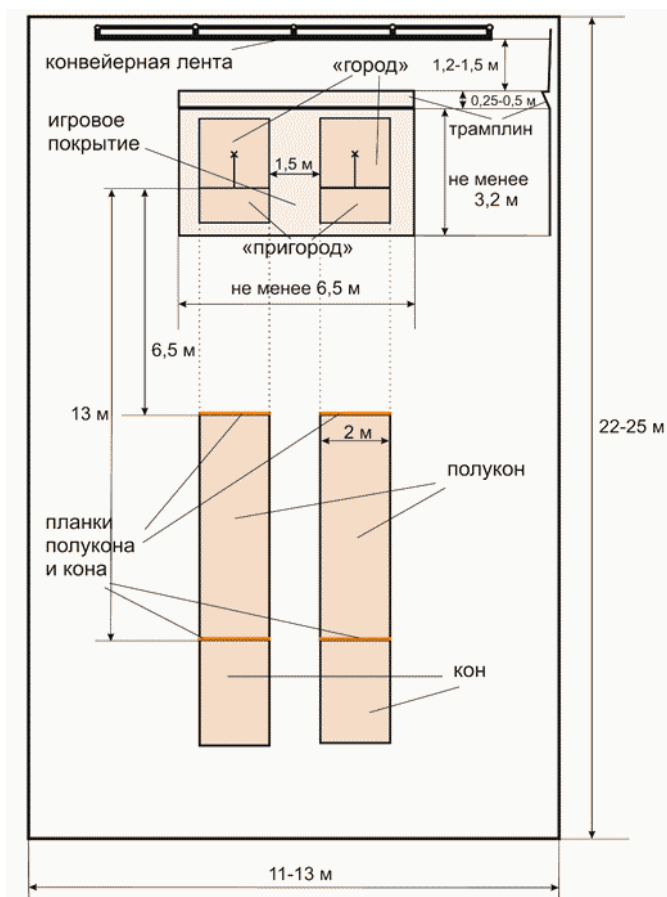 конвейерная лента
«город»
1,2-1,5 м
0,25-0,5 м
трамплин
игровое
покрытие
1,5 м
не менее
3,2 м
«пригород»
не менее 6,5 м
6,5 м
13 м
2 м
22-25 м
полукон
планки
полукона
и кона
кон
11-13 м